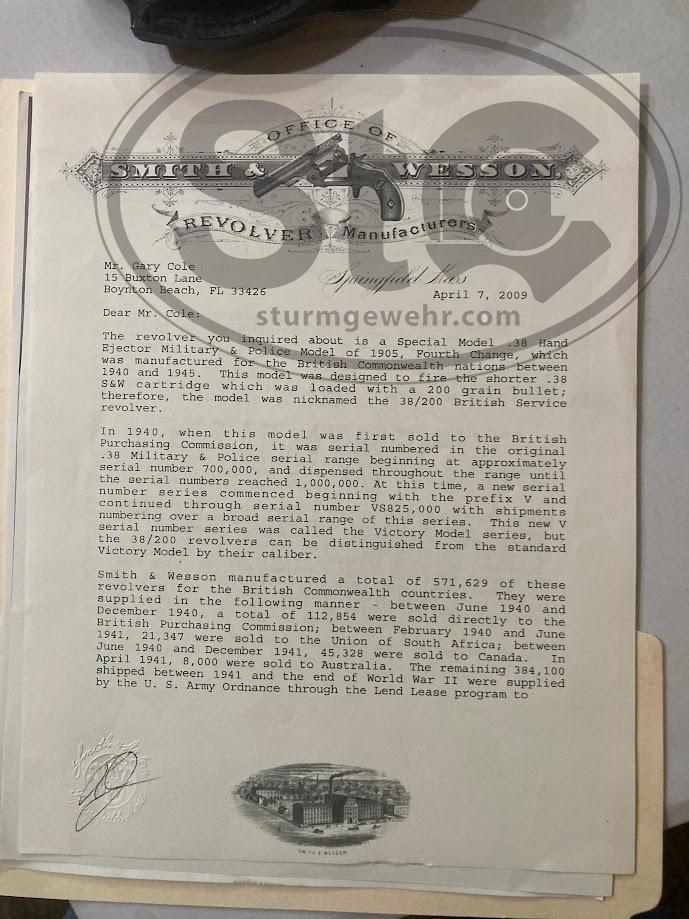 OFFICE OF
SMITH & WESSON.
REVOLVER Manufacturers
Springfield Mass
StG
sturmgewehr.com
Mr. Gary Cole
15 Buxton Lane
Boynton Beach, FL 33426
April 7, 2009
Dear Mr. Cole:
The revolver you inquired about is a Special Model .38 Hand
Ejector Military & Police Model of 1905, Fourth Change, which
was manufactured for the British Commonwealth nations between
1940 and 1945. This model was designed to fire the shorter .38
S&W cartridge which was loaded with a 200 grain bullet;
therefore, the model was nicknamed the 38/200 British Service
revolver.
In 1940, when this model was first sold to the British
Purchasing Commission, it was serial numbered in the original
.38 Military & Police serial range beginning at approximately
serial number 700,000, and dispensed throughout the range until
the serial numbers reached 1,000,000. At this time, a new serial
number series commenced beginning with the prefix V and
continued through serial number VS825,000 with shipments
numbering over a broad serial range of this series. This new V
serial number series was called the Victory Model series, but
the 38/200 revolvers can be distinguished from the standard
Victory Model by their caliber.
Smith & Wesson manufactured a total of 571,629 of these
revolvers for the British Commonwealth countries. They were
supplied in the following manner - between June 1940 and
December 1940, a total of 112,854 were sold directly to the
British Purchasing Commission; between February 1940 and June
1941, 21,347 were sold to the Union of South Africa; between
June 1940 and December 1941, 45,328 were sold to Canada. In
April 1941, 8,000 were sold to Australia. The remaining 384,100
shipped between 1941 and the end of World War II were supplied
by the U. S. Army Ordnance through the Lend Lease program to
SMITH & WESSON